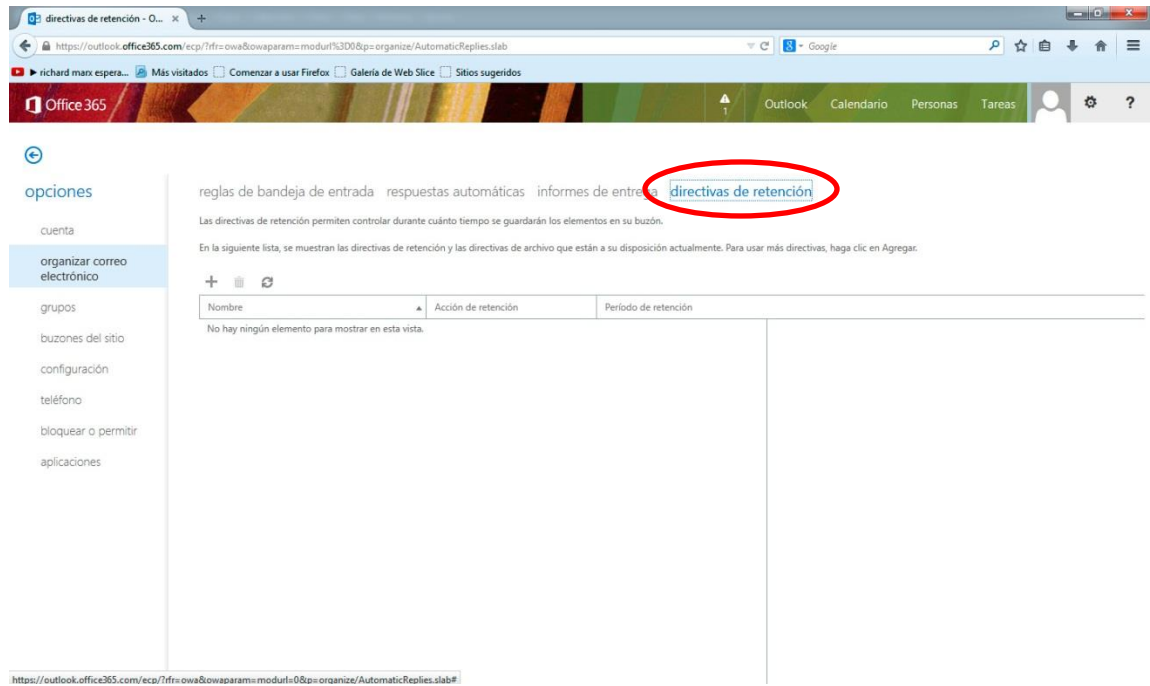 directivas de retención - O...
https://outlook.office365.com/ecp/?rfr=owa&owaparam=modurl%3D0&p=organize/AutomaticReplies.slab
Google
richard marx espera... Más visitados Comenzar a usar Firefox Galería de Web Slice Sitios sugeridos
Office 365 1 Outlook Calendario Personas Tareas ?
opciones
cuenta
organizar correo
electrónico
grupos
buzones del sitio
configuración
teléfono
bloquear o permitir
aplicaciones
reglas de bandeja de entrada respuestas automáticas informes de entrega directivas de retención
Las directivas de retención permiten controlar durante cuánto tiempo se guardarán los elementos en su buzón.
En la siguiente lista, se muestran las directivas de retención y las directivas de archivo que están a su disposición actualmente. Para usar más directivas, haga clic en Agregar.
Nombre Acción de retención Período de retención
No hay ningún elemento para mostrar en esta vista.
https://outlook.office365.com/ecp/?rfr=owa&owaparam=modurl=0&p=organize/AutomaticReplies.slab#